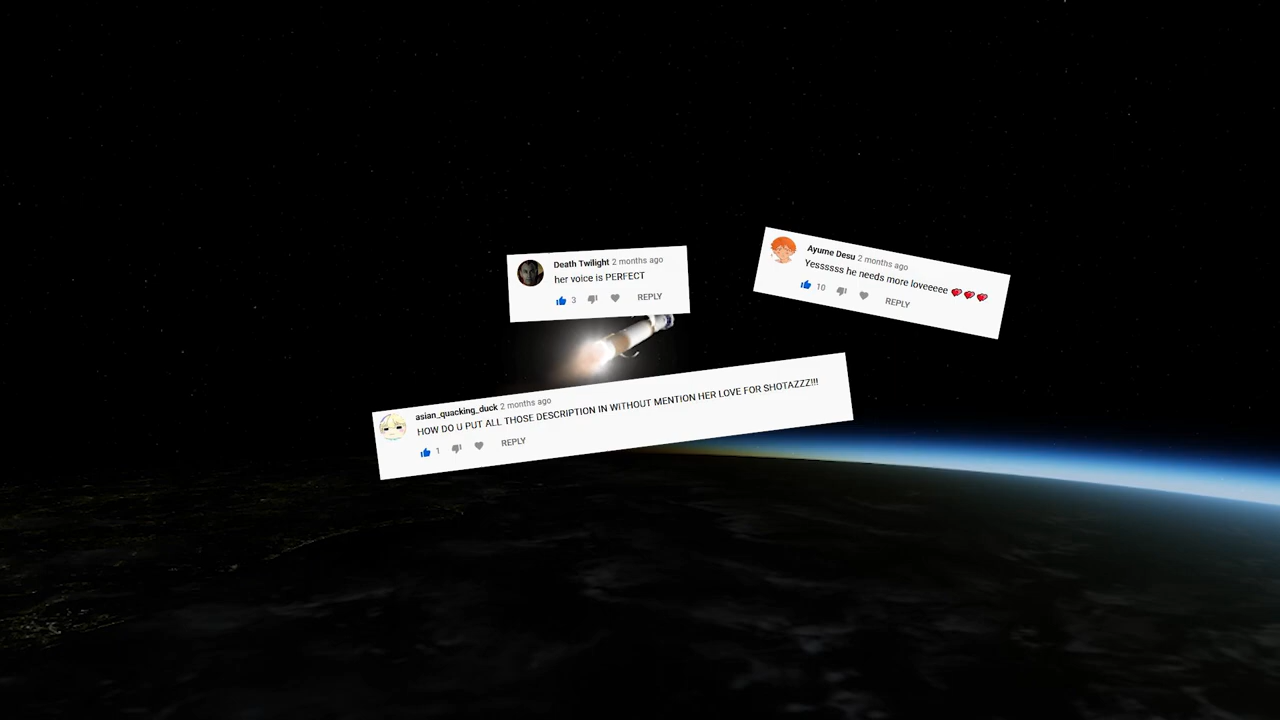 Death Twilight 2 months ago
her voice is PERFECT
3 REPLY
Ayume Desu 2 months ago
Yessssss he needs more loveeeee 💓💓💓
10 REPLY
asian_quacking_duck 2 months ago
HOW DO U PUT ALL THOSE DESCRIPTION IN WITHOUT MENTION HER LOVE FOR SHOTAZZZ!!!
1 REPLY